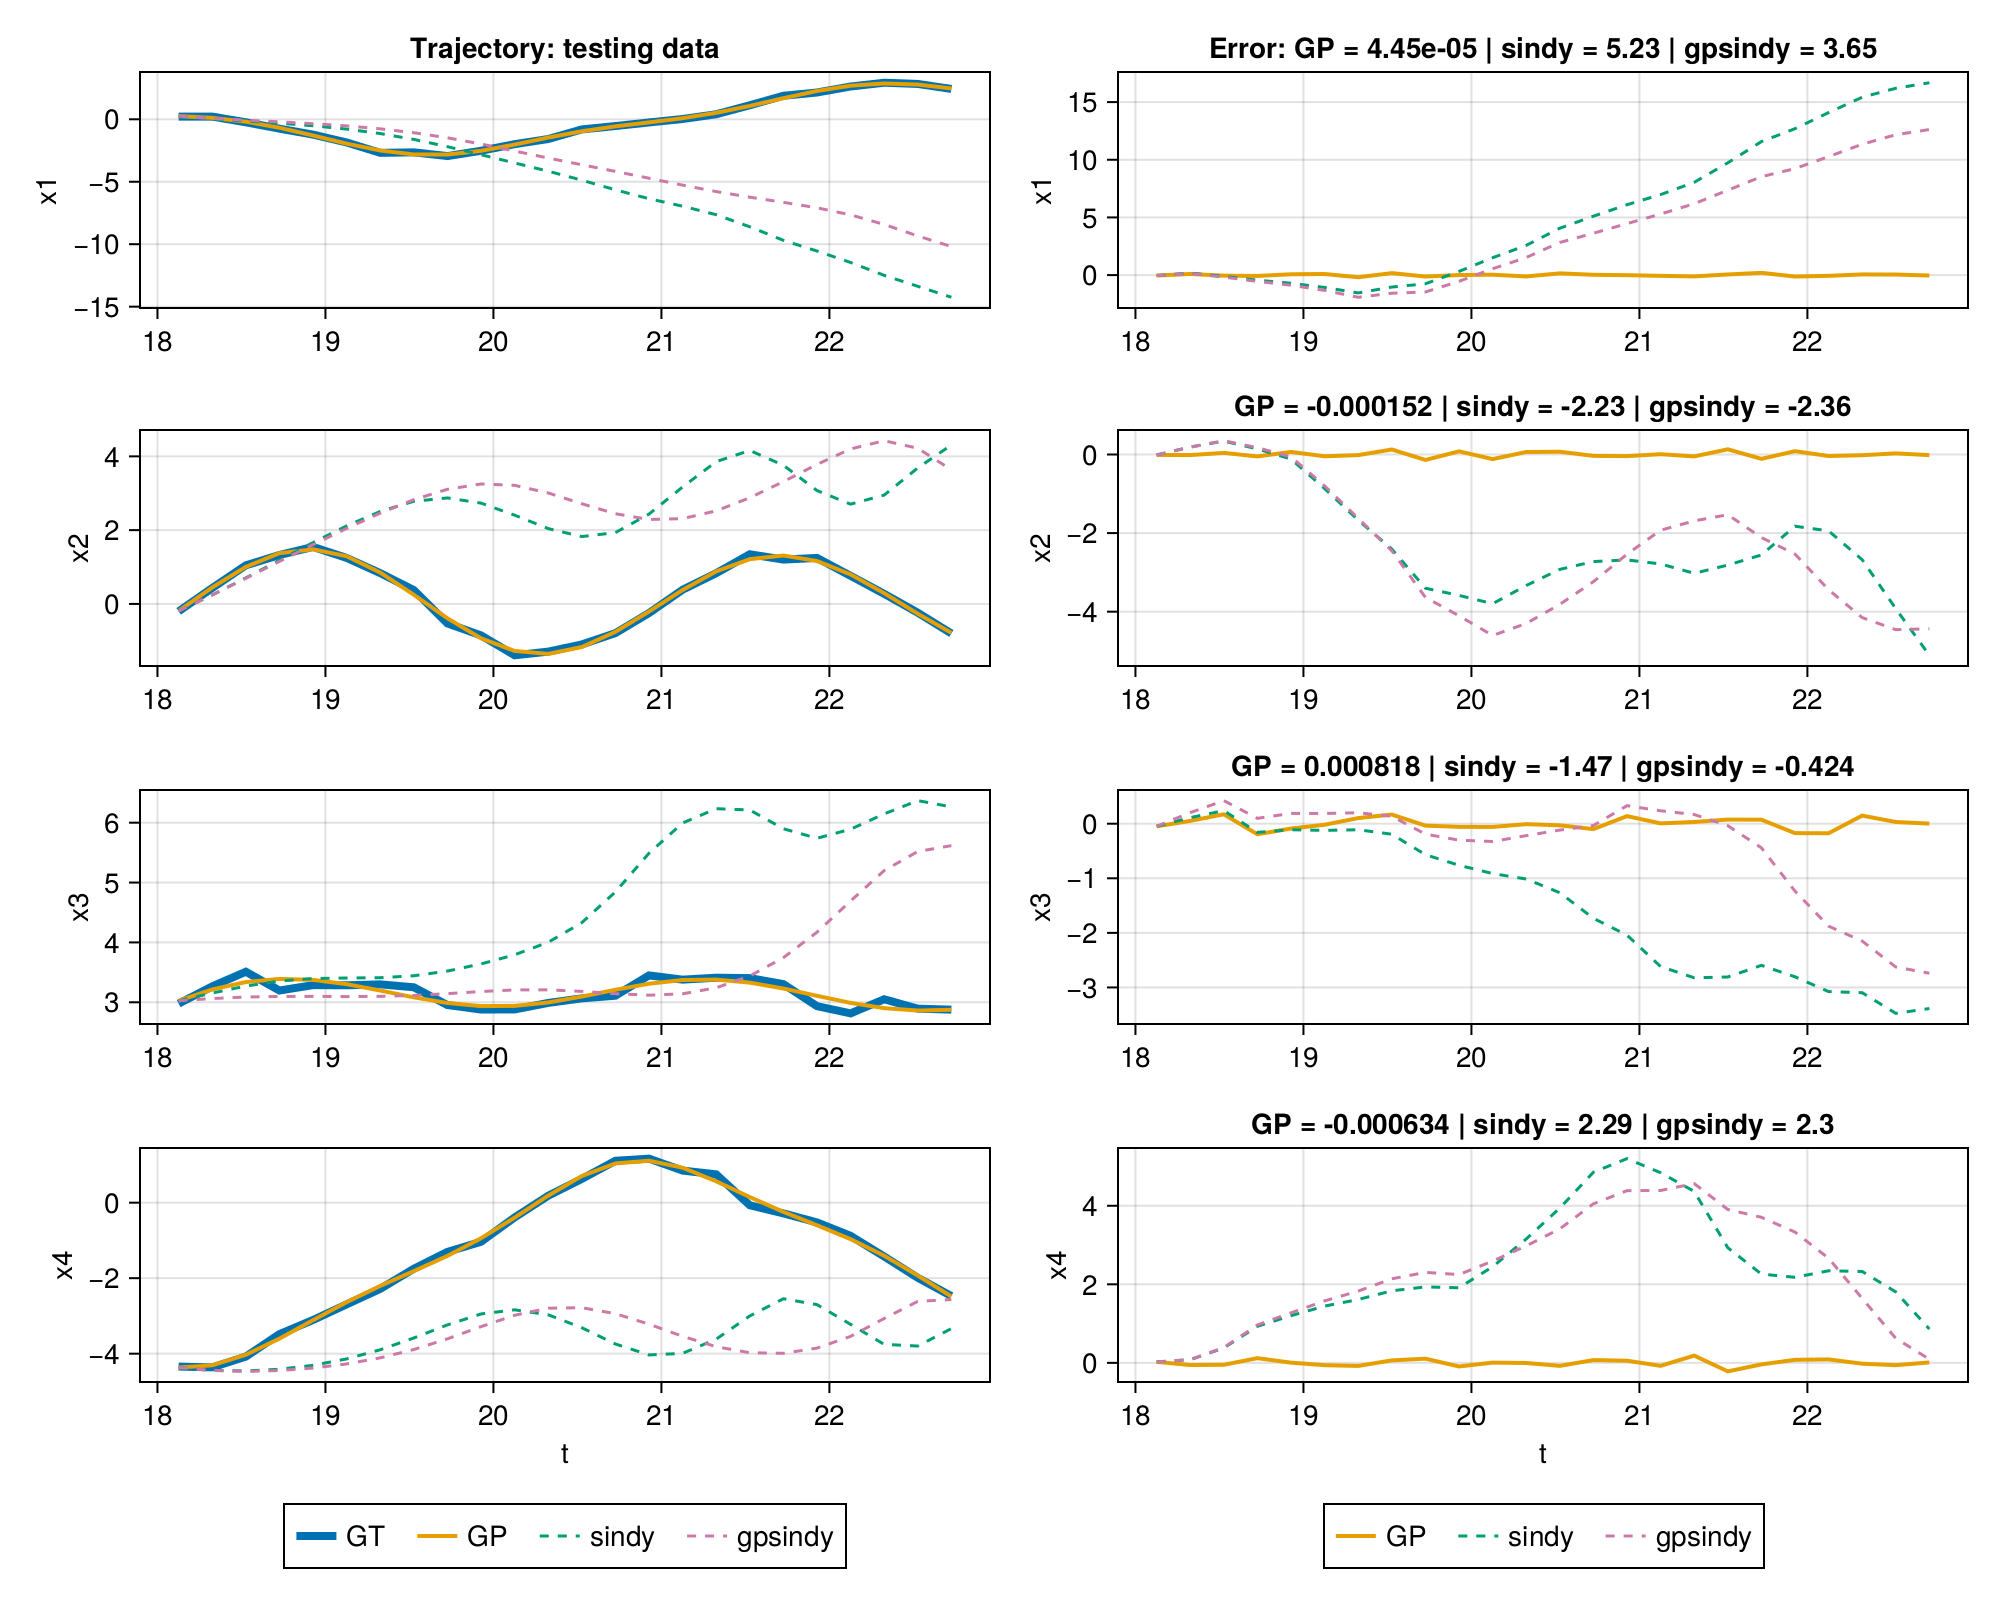 Trajectory: testing data
x1
0
−5
−10
−15
18 19 20 21 22
Error: GP = 4.45e-05 | sindy = 5.23 | gpsindy = 3.65
x1
15
10
5
0
18 19 20 21 22
x2
4
2
0
18 19 20 21 22
GP = -0.000152 | sindy = -2.23 | gpsindy = -2.36
x2
0
−2
−4
18 19 20 21 22
x3
6
5
4
3
18 19 20 21 22
GP = 0.000818 | sindy = -1.47 | gpsindy = -0.424
x3
0
−1
−2
−3
18 19 20 21 22
x4
0
−2
−4
18 19 20 21 22
t
GP = -0.000634 | sindy = 2.29 | gpsindy = 2.3
x4
4
2
0
18 19 20 21 22
t
GT GP sindy gpsindy
GP sindy gpsindy